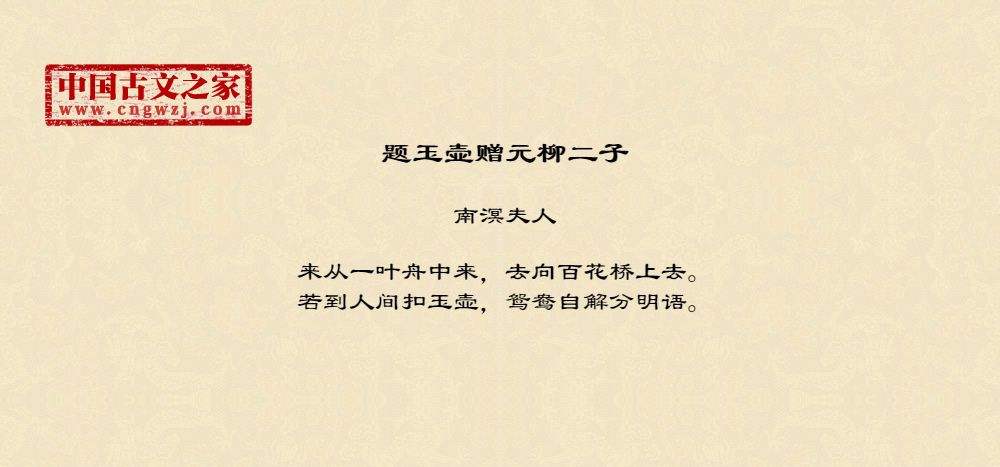 中国古文之家
www.cngwzj.com
题玉壶赠元柳二子
南溟夫人
来从一叶舟中来，去向百花桥上去。
若到人间扣玉壶，鸳鸯自解分明语。